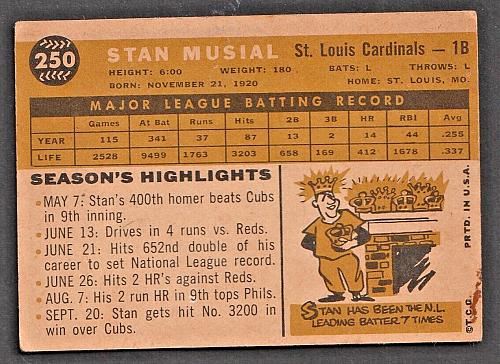 250
STAN MUSIAL St. Louis Cardinals — 1B
HEIGHT: 6:00 WEIGHT: 180 BATS: L THROWS: L
BORN: NOVEMBER 21, 1920 HOME: ST. LOUIS, MO.
MAJOR LEAGUE BATTING RECORD
Games At Bat Runs Hits 2B 3B HR RBI Avg
YEAR 115 341 37 87 13 2 14 44 .255
LIFE 2528 9499 1763 3203 658 169 412 1678 .337
SEASON'S HIGHLIGHTS
• MAY 7: Stan's 400th homer beats Cubs
in 9th inning.
• JUNE 13: Drives in 4 runs vs. Reds.
• JUNE 21: Hits 652nd double of his
career to set National League record.
• JUNE 26: Hits 2 HR's against Reds.
• AUG. 7; His 2 run HR in 9th tops Phils.
• SEPT. 20: Stan gets hit No. 3200 in
win over Cubs.
STAN HAS BEEN THE N.L.
LEADING BATTER 7 TIMES
©T.C.G. PRTD. IN U.S.A.